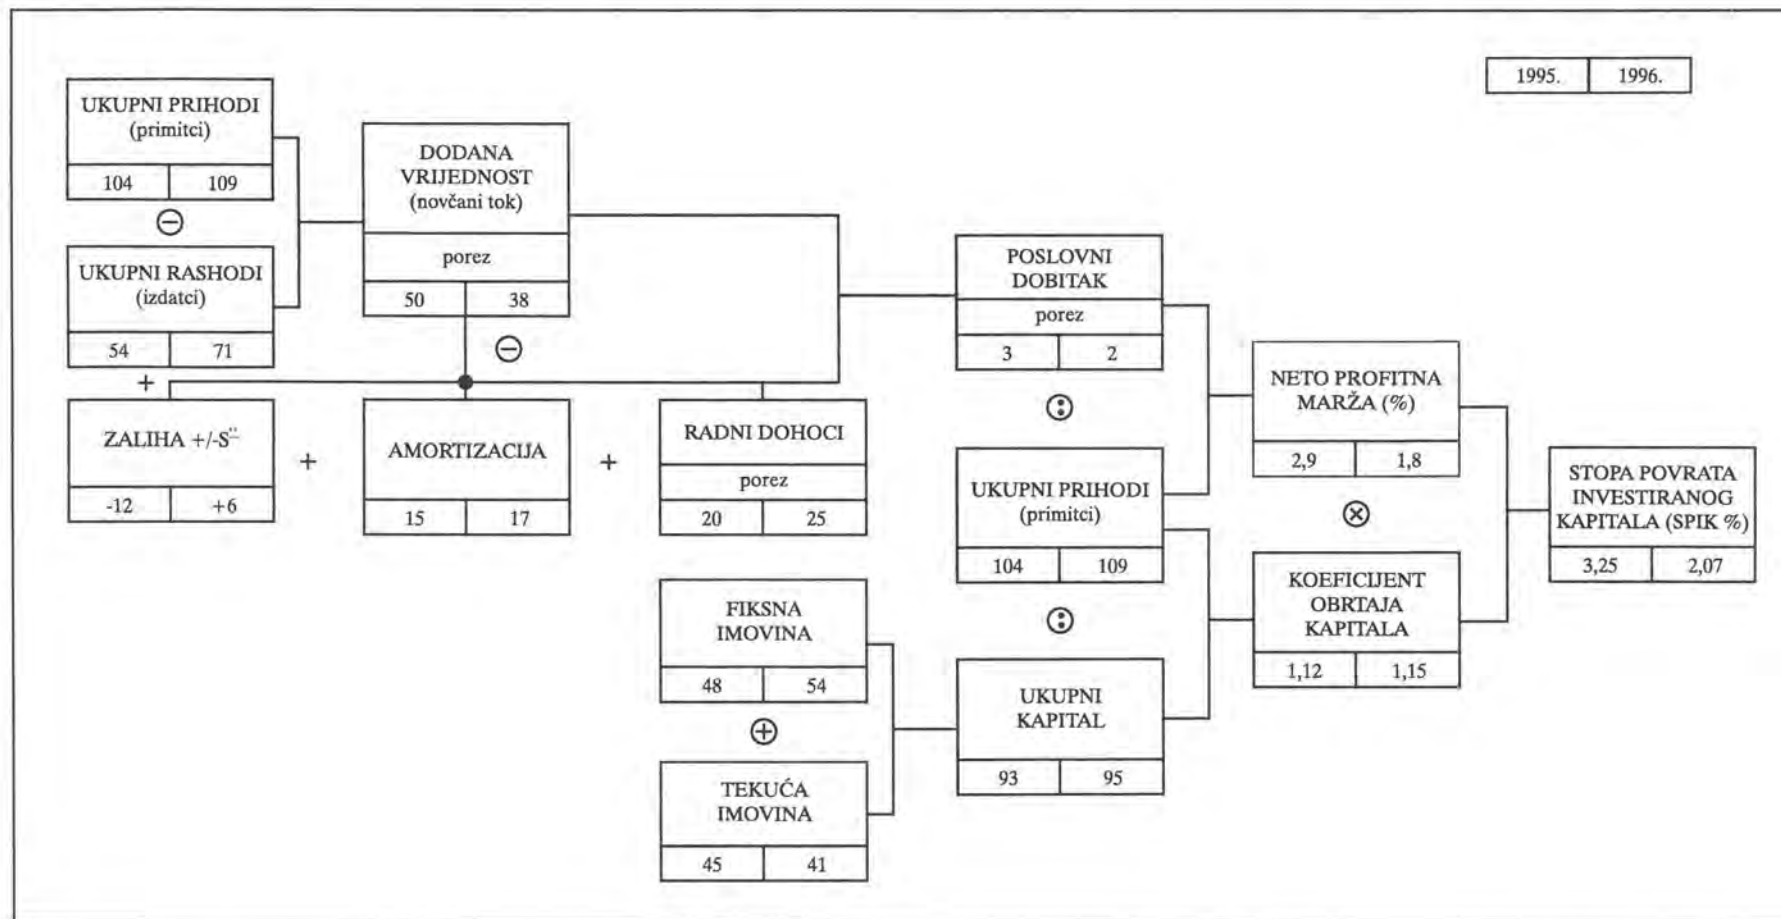 1995. 1996.
UKUPNI PRIHODI
(primitci)
104 109
−
UKUPNI RASHODI
(izdatci)
54 71
+
ZALIHA +/-S
-12 +6
+
DODANA
VRIJEDNOST
(novčani tok)
porez
50 38
−
AMORTIZACIJA
15 17
+
RADNI DOHOCI
porez
20 25
FIKSNA
IMOVINA
48 54
+
TEKUĆA
IMOVINA
45 41
POSLOVNI
DOBITAK
porez
3 2
:
UKUPNI PRIHODI
(primitci)
104 109
:
UKUPNI
KAPITAL
93 95
NETO PROFITNA
MARŽA (%)
2,9 1,8
×
KOEFICIJENT
OBRTAJA
KAPITALA
1,12 1,15
STOPA POVRATA
INVESTIRANOG
KAPITALA (SPIK %)
3,25 2,07